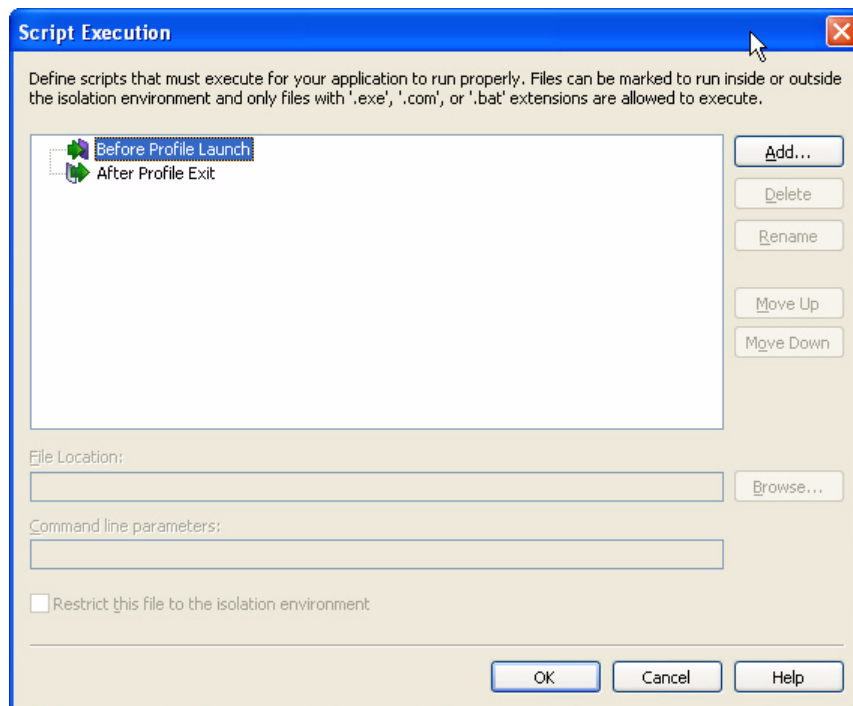 Script Execution
Define scripts that must execute for your application to run properly. Files can be marked to run inside or outside
the isolation environment and only files with '.exe', '.com', or '.bat' extensions are allowed to execute.
Before Profile Launch
After Profile Exit
Add...
Delete
Rename
Move Up
Move Down
File Location:
Browse...
Command line parameters:
Restrict this file to the isolation environment
OK
Cancel
Help